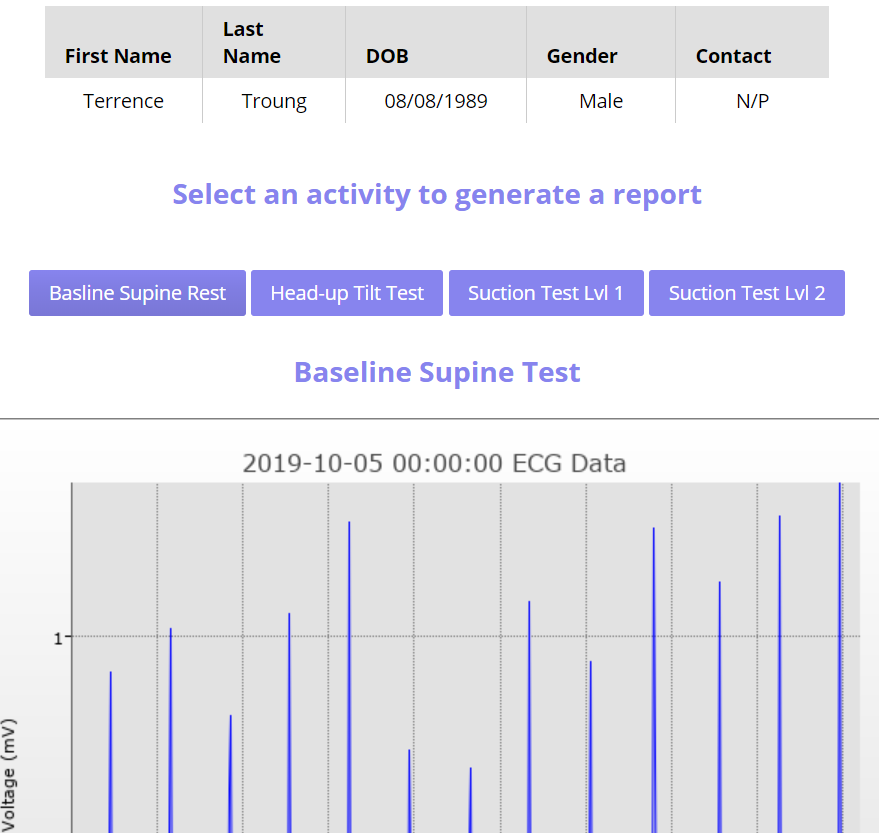 First Name Last Name DOB Gender Contact
Terrence Troung 08/08/1989 Male N/P
Select an activity to generate a report
Basline Supine Rest Head-up Tilt Test Suction Test Lvl 1 Suction Test Lvl 2
Baseline Supine Test
2019-10-05 00:00:00 ECG Data
1
Voltage (mV)